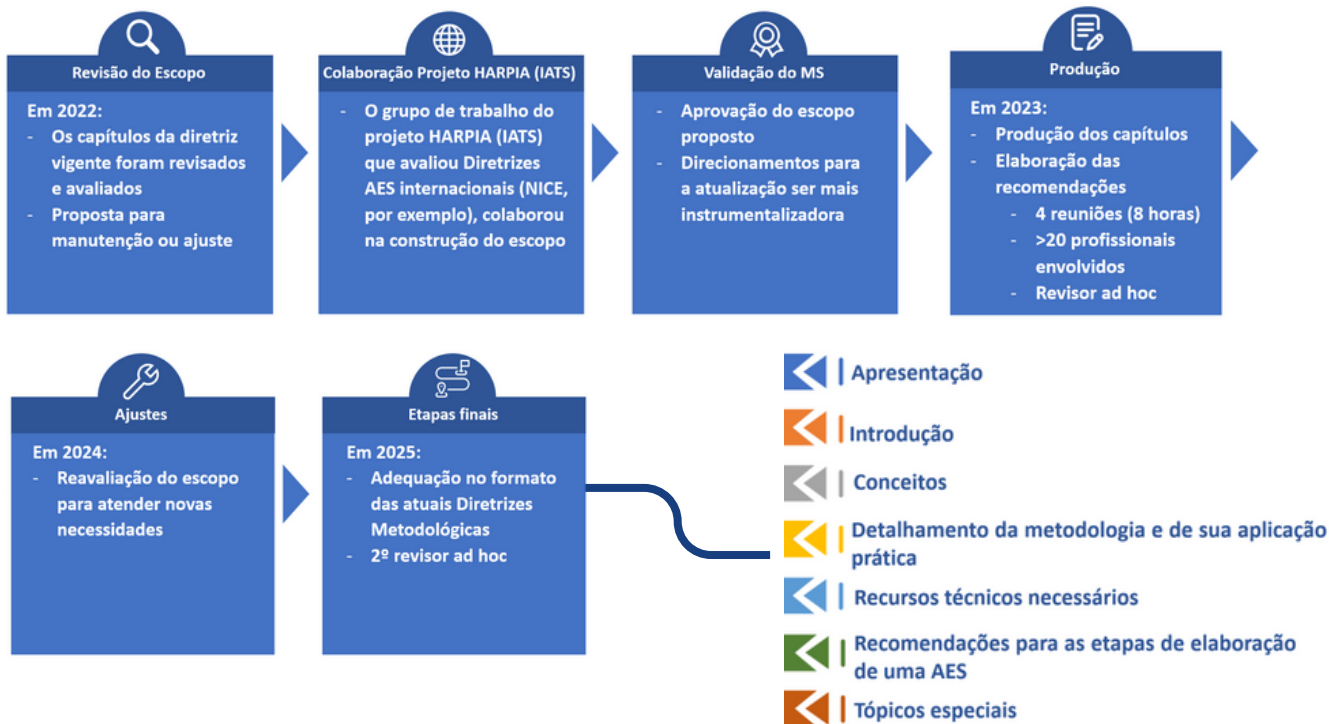 Revisão do Escopo
Em 2022:
- Os capítulos da diretriz
vigente foram revisados
e avaliados
- Proposta para
manutenção ou ajuste
Colaboração Projeto HARPIA (IATS)
- O grupo de trabalho do
projeto HARPIA (IATS)
que avaliou Diretrizes
AES internacionais (NICE,
por exemplo), colaborou
na construção do escopo
Validação do MS
- Aprovação do escopo
proposto
- Direcionamentos para
a atualização ser mais
instrumentalizadora
Produção
Em 2023:
- Produção dos capítulos
- Elaboração das
recomendações
- 4 reuniões (8 horas)
- >20 profissionais
envolvidos
- Revisor ad hoc
Ajustes
Em 2024:
- Reavaliação do escopo
para atender novas
necessidades
Etapas finais
Em 2025:
- Adequação no formato
das atuais Diretrizes
Metodológicas
- 2º revisor ad hoc
Apresentação
Introdução
Conceitos
Detalhamento da metodologia e de sua aplicação
prática
Recursos técnicos necessários
Recomendações para as etapas de elaboração
de uma AES
Tópicos especiais